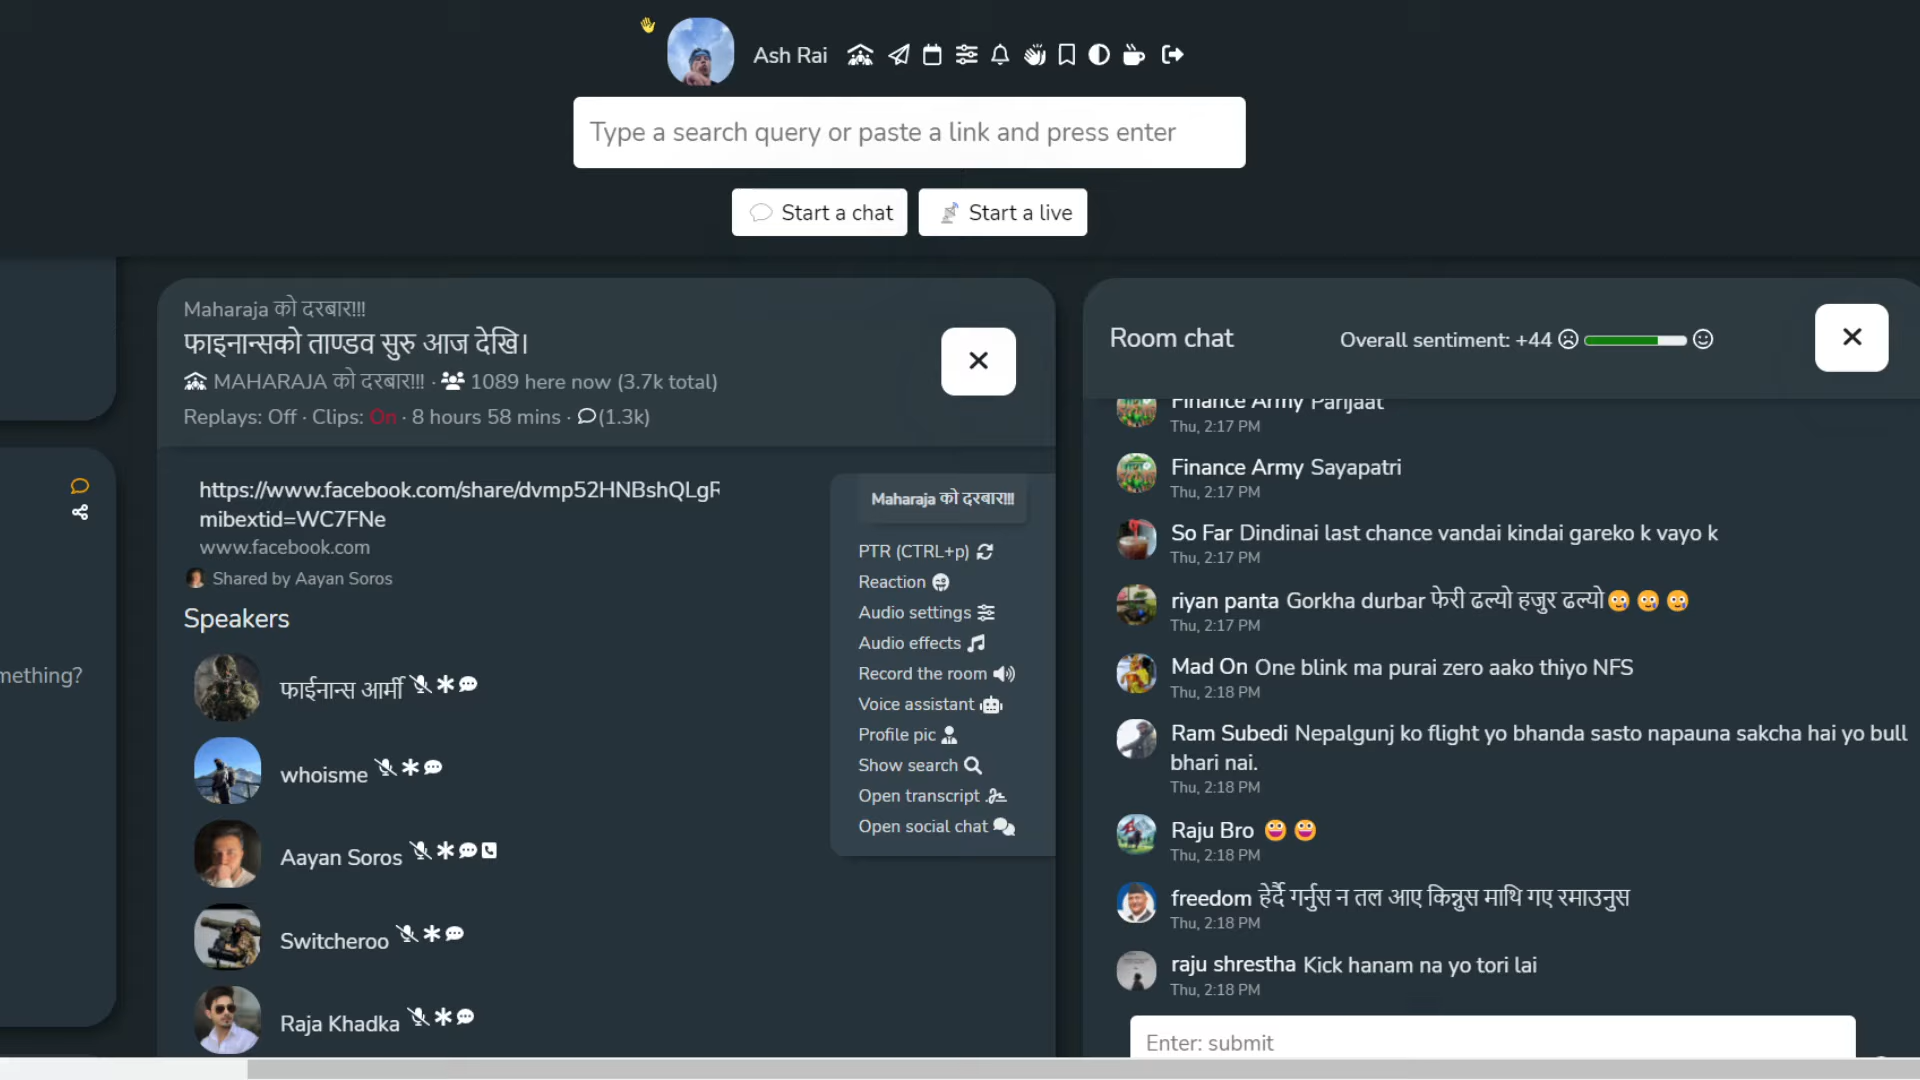 Ash Rai
Type a search query or paste a link and press enter
Start a chat
Start a live
Maharaja को दरबार!!!
फाइनान्सको ताण्डव सुरु आज देखि।
MAHARAJA को दरबार!!! · 1089 here now (3.7k total)
Replays: Off · Clips: On · 8 hours 58 mins · (1.3k)
https://www.facebook.com/share/dvmp52HNBshQLgR
mibextid=WC7FNe
www.facebook.com
Shared by Aayan Soros
Speakers
फाईनान्स आर्मी
whoisme
Aayan Soros
Switcheroo
Raja Khadka
mething?
Maharaja को दरबार!!!
PTR (CTRL+p)
Reaction
Audio settings
Audio effects
Record the room
Voice assistant
Profile pic
Show search
Open transcript
Open social chat
Room chat
Overall sentiment: +44
Finance Army Parijaat
Thu, 2:17 PM
Finance Army Sayapatri
Thu, 2:17 PM
So Far Dindinai last chance vandai kindai gareko k vayo k
Thu, 2:17 PM
riyan panta Gorkha durbar फेरी ढल्यो हजुर ढल्यो😳😳😳
Thu, 2:17 PM
Mad On One blink ma purai zero aako thiyo NFS
Thu, 2:18 PM
Ram Subedi Nepalgunj ko flight yo bhanda sasto napauna sakcha hai yo bull
bhari nai.
Thu, 2:18 PM
Raju Bro
Thu, 2:18 PM
freedom हेर्दै गर्नुस न तल आए किन्नुस माथि गए रमाउनुस
Thu, 2:18 PM
raju shrestha Kick hanam na yo tori lai
Thu, 2:18 PM
Enter: submit